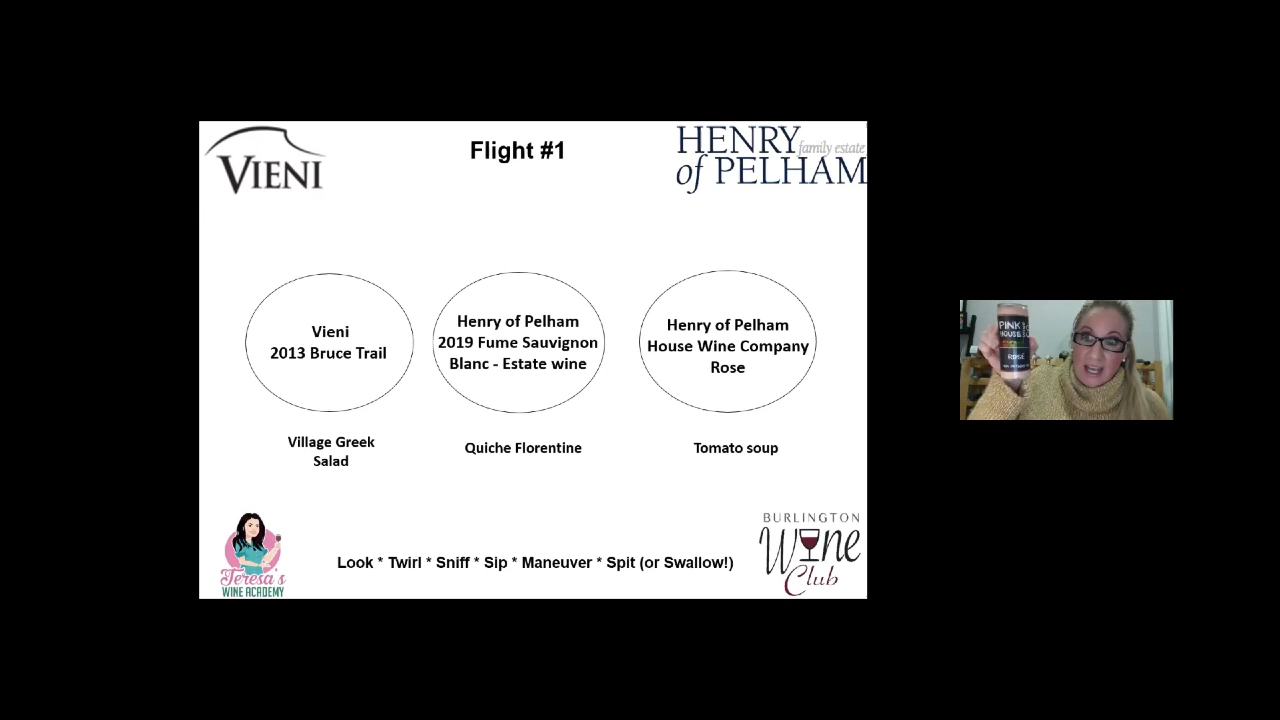 VIENI
Flight #1
HENRY family estate
of PELHAM
Vieni
2013 Bruce Trail
Henry of Pelham
2019 Fume Sauvignon
Blanc - Estate wine
Henry of Pelham
House Wine Company
Rose
Village Greek
Salad
Quiche Florentine
Tomato soup
Teresa's
WINE ACADEMY
Look * Twirl * Sniff * Sip * Maneuver * Spit (or Swallow!)
BURLINGTON
Wine
Club
PINK
HOUSE
ROSÉ